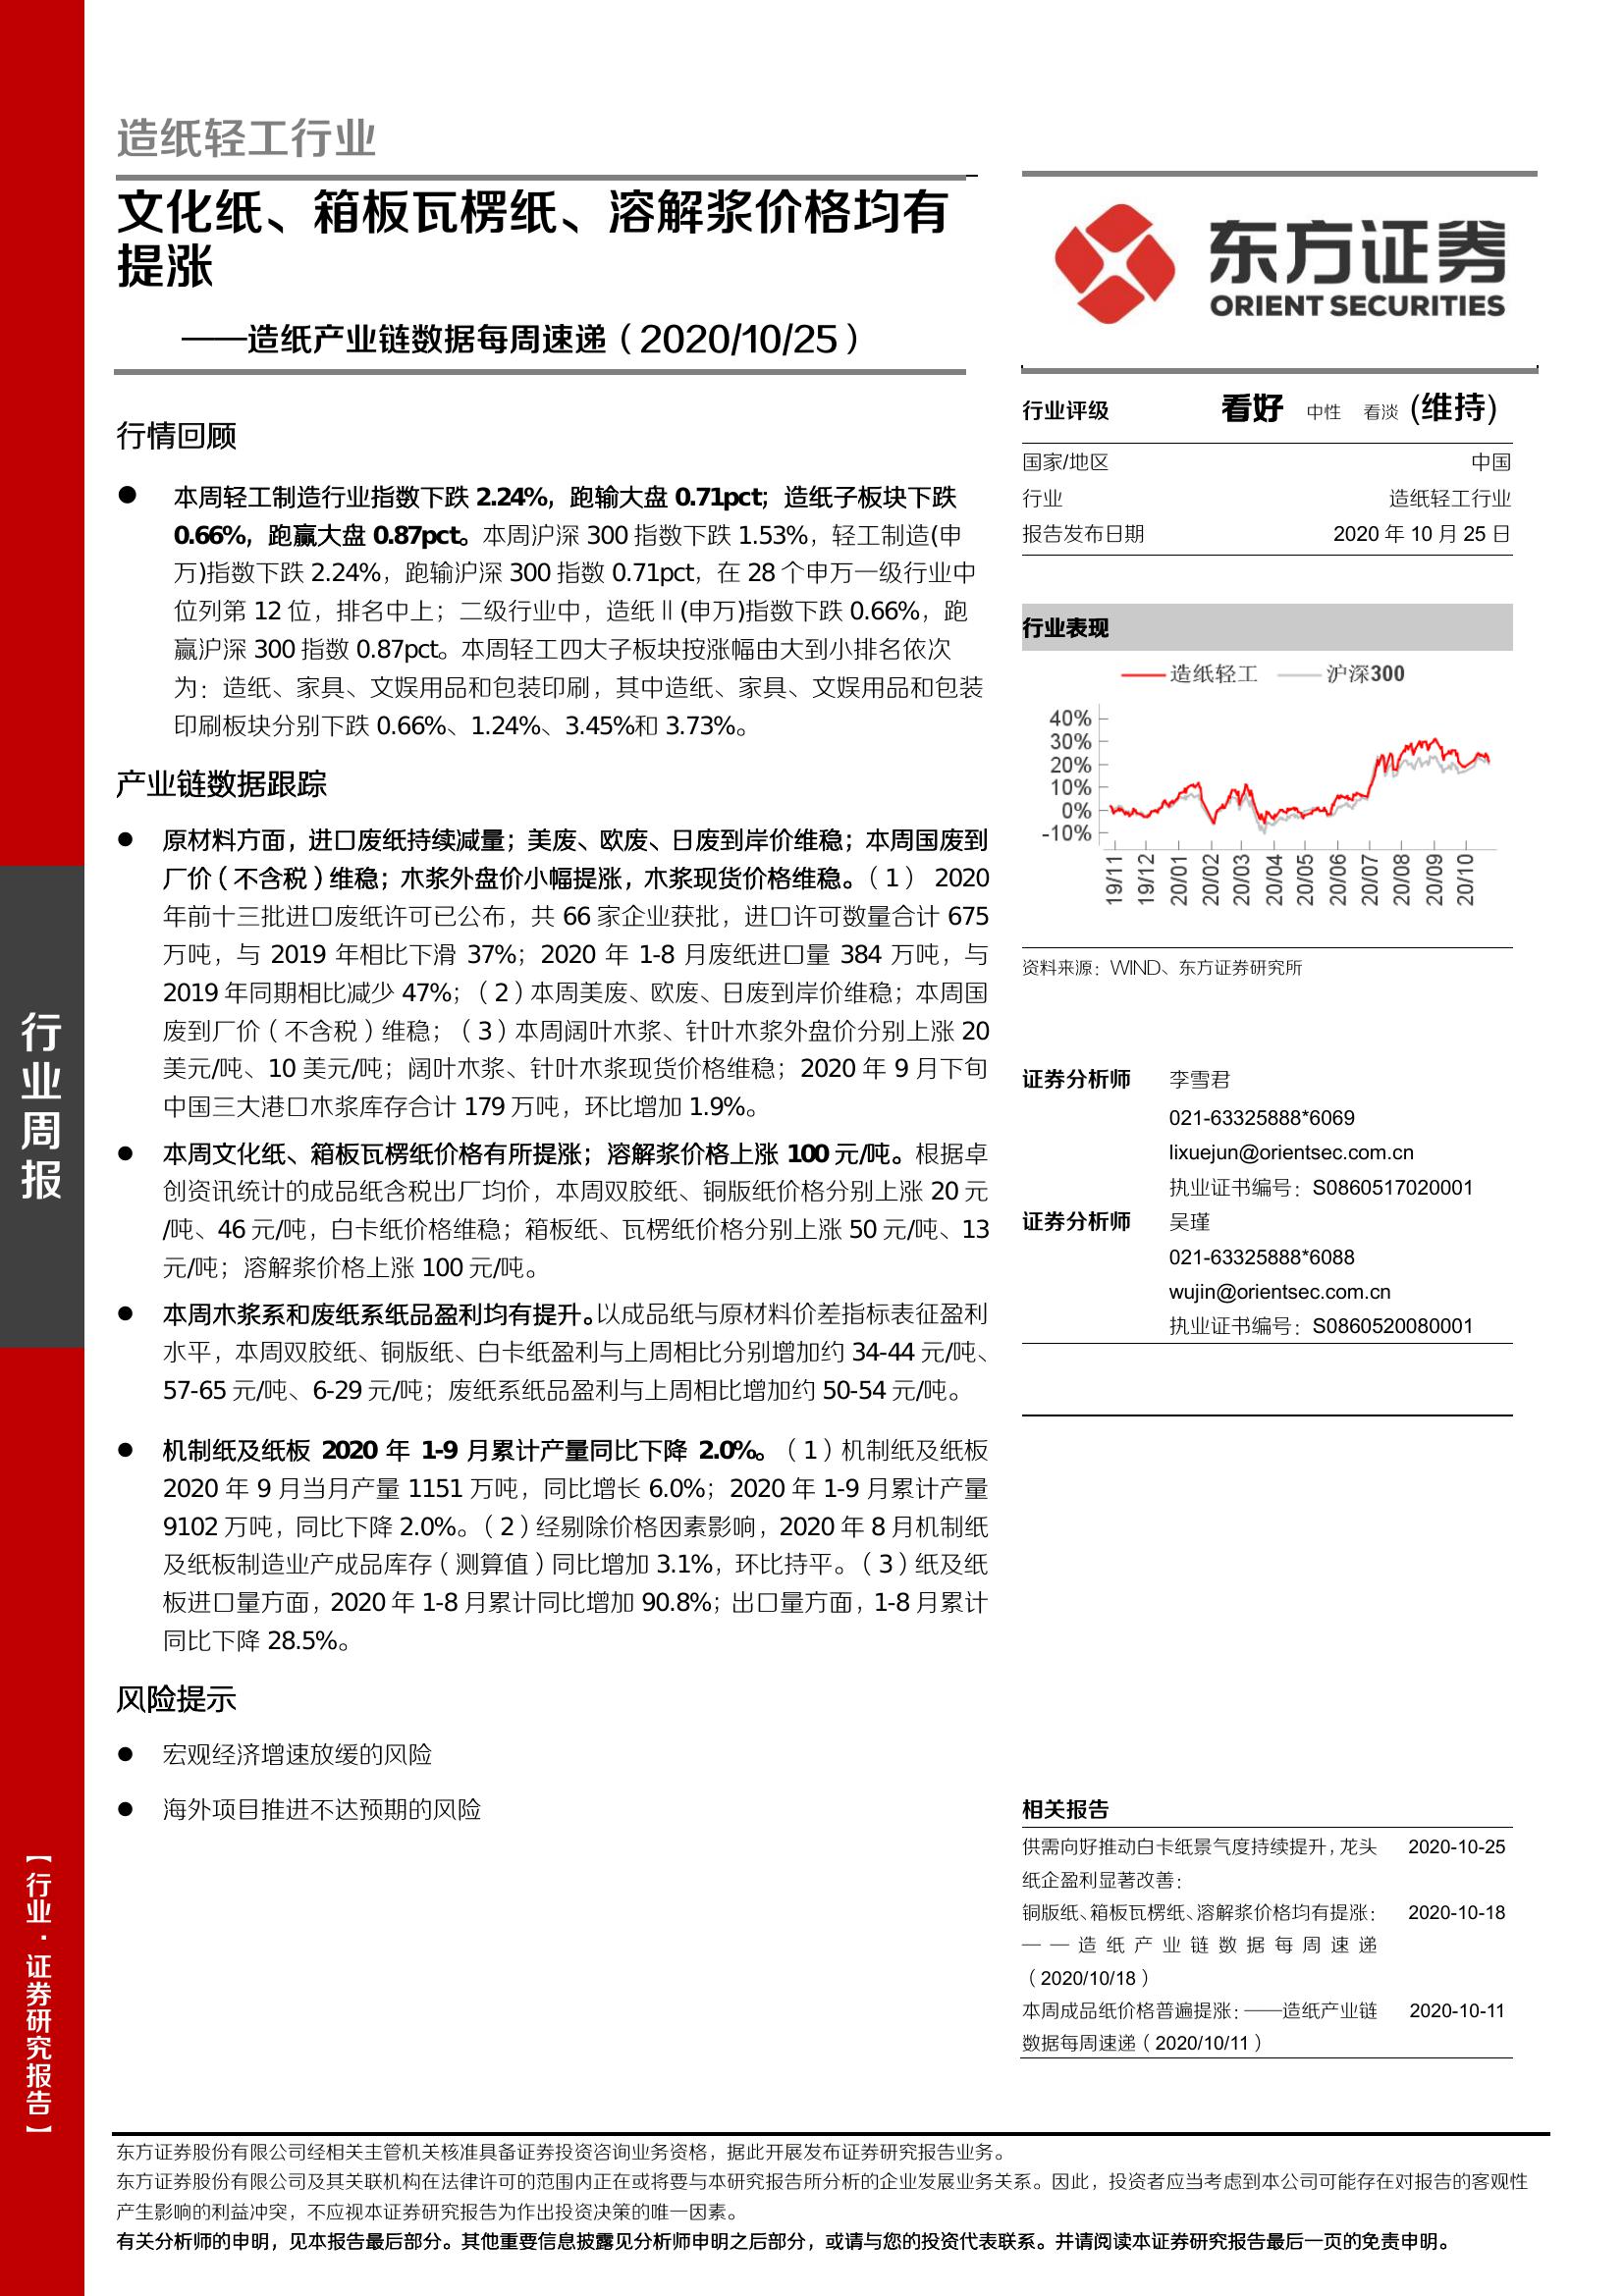 造纸轻工行业
文化纸、箱板瓦楞纸、溶解浆价格均有
提涨
——造纸产业链数据每周速递（2020/10/25）
行情回顾
● 本周轻工制造行业指数下跌 2.24%，跑输大盘 0.71pct；造纸子板块下跌
0.66%，跑赢大盘 0.87pct。本周沪深 300 指数下跌 1.53%，轻工制造(申
万)指数下跌 2.24%，跑输沪深 300 指数 0.71pct，在 28 个申万一级行业中
位列第 12 位，排名中上；二级行业中，造纸Ⅱ(申万)指数下跌 0.66%，跑
赢沪深 300 指数 0.87pct。本周轻工四大子板块按涨幅由大到小排名依次
为：造纸、家具、文娱用品和包装印刷，其中造纸、家具、文娱用品和包装
印刷板块分别下跌 0.66%、1.24%、3.45%和 3.73%。
产业链数据跟踪
● 原材料方面，进口废纸持续减量；美废、欧废、日废到岸价维稳；本周国废到
厂价（不含税）维稳；木浆外盘价小幅提涨，木浆现货价格维稳。（1） 2020
年前十三批进口废纸许可已公布，共 66 家企业获批，进口许可数量合计 675
万吨，与 2019 年相比下滑 37%；2020 年 1-8 月废纸进口量 384 万吨，与
2019 年同期相比减少 47%；（2）本周美废、欧废、日废到岸价维稳；本周国
废到厂价（不含税）维稳；（3）本周阔叶木浆、针叶木浆外盘价分别上涨 20
美元/吨、10 美元/吨；阔叶木浆、针叶木浆现货价格维稳；2020 年 9 月下旬
中国三大港口木浆库存合计 179 万吨，环比增加 1.9%。
● 本周文化纸、箱板瓦楞纸价格有所提涨；溶解浆价格上涨 100 元/吨。根据卓
创资讯统计的成品纸含税出厂均价，本周双胶纸、铜版纸价格分别上涨 20 元
/吨、46 元/吨，白卡纸价格维稳；箱板纸、瓦楞纸价格分别上涨 50 元/吨、13
元/吨；溶解浆价格上涨 100 元/吨。
● 本周木浆系和废纸系纸品盈利均有提升。以成品纸与原材料价差指标表征盈利
水平，本周双胶纸、铜版纸、白卡纸盈利与上周相比分别增加约 34-44 元/吨、
57-65 元/吨、6-29 元/吨；废纸系纸品盈利与上周相比增加约 50-54 元/吨。
● 机制纸及纸板 2020 年 1-9 月累计产量同比下降 2.0%。（1）机制纸及纸板
2020 年 9 月当月产量 1151 万吨，同比增长 6.0%；2020 年 1-9 月累计产量
9102 万吨，同比下降 2.0%。（2）经剔除价格因素影响，2020 年 8 月机制纸
及纸板制造业产成品库存（测算值）同比增加 3.1%，环比持平。（3）纸及纸
板进口量方面，2020 年 1-8 月累计同比增加 90.8%；出口量方面，1-8 月累计
同比下降 28.5%。
风险提示
● 宏观经济增速放缓的风险
● 海外项目推进不达预期的风险
东方证券
ORIENT SECURITIES
行业评级 看好 中性 看淡 (维持)
国家/地区 中国
行业 造纸轻工行业
报告发布日期 2020 年 10 月 25 日
行业表现
造纸轻工 沪深300
40%
30%
20%
10%
0%
-10%
19/11 19/12 20/01 20/02 20/03 20/04 20/05 20/06 20/07 20/08 20/09 20/10
资料来源：WIND、东方证券研究所
证券分析师 李雪君
021-63325888*6069
lixuejun@orientsec.com.cn
执业证书编号：S0860517020001
证券分析师 吴瑾
021-63325888*6088
wujin@orientsec.com.cn
执业证书编号：S0860520080001
相关报告
供需向好推动白卡纸景气度持续提升，龙头 2020-10-25
纸企盈利显著改善：
铜版纸、箱板瓦楞纸、溶解浆价格均有提涨： 2020-10-18
——造纸产业链数据每周速递
（2020/10/18）
本周成品纸价格普遍提涨：——造纸产业链 2020-10-11
数据每周速递（2020/10/11）
行业周报
【行业·证券研究报告】
东方证券股份有限公司经相关主管机关核准具备证券投资咨询业务资格，据此开展发布证券研究报告业务。
东方证券股份有限公司及其关联机构在法律许可的范围内正在或将要与本研究报告所分析的企业发展业务关系。因此，投资者应当考虑到本公司可能存在对报告的客观性
产生影响的利益冲突，不应视本证券研究报告为作出投资决策的唯一因素。
有关分析师的申明，见本报告最后部分。其他重要信息披露见分析师申明之后部分，或请与您的投资代表联系。并请阅读本证券研究报告最后一页的免责申明。